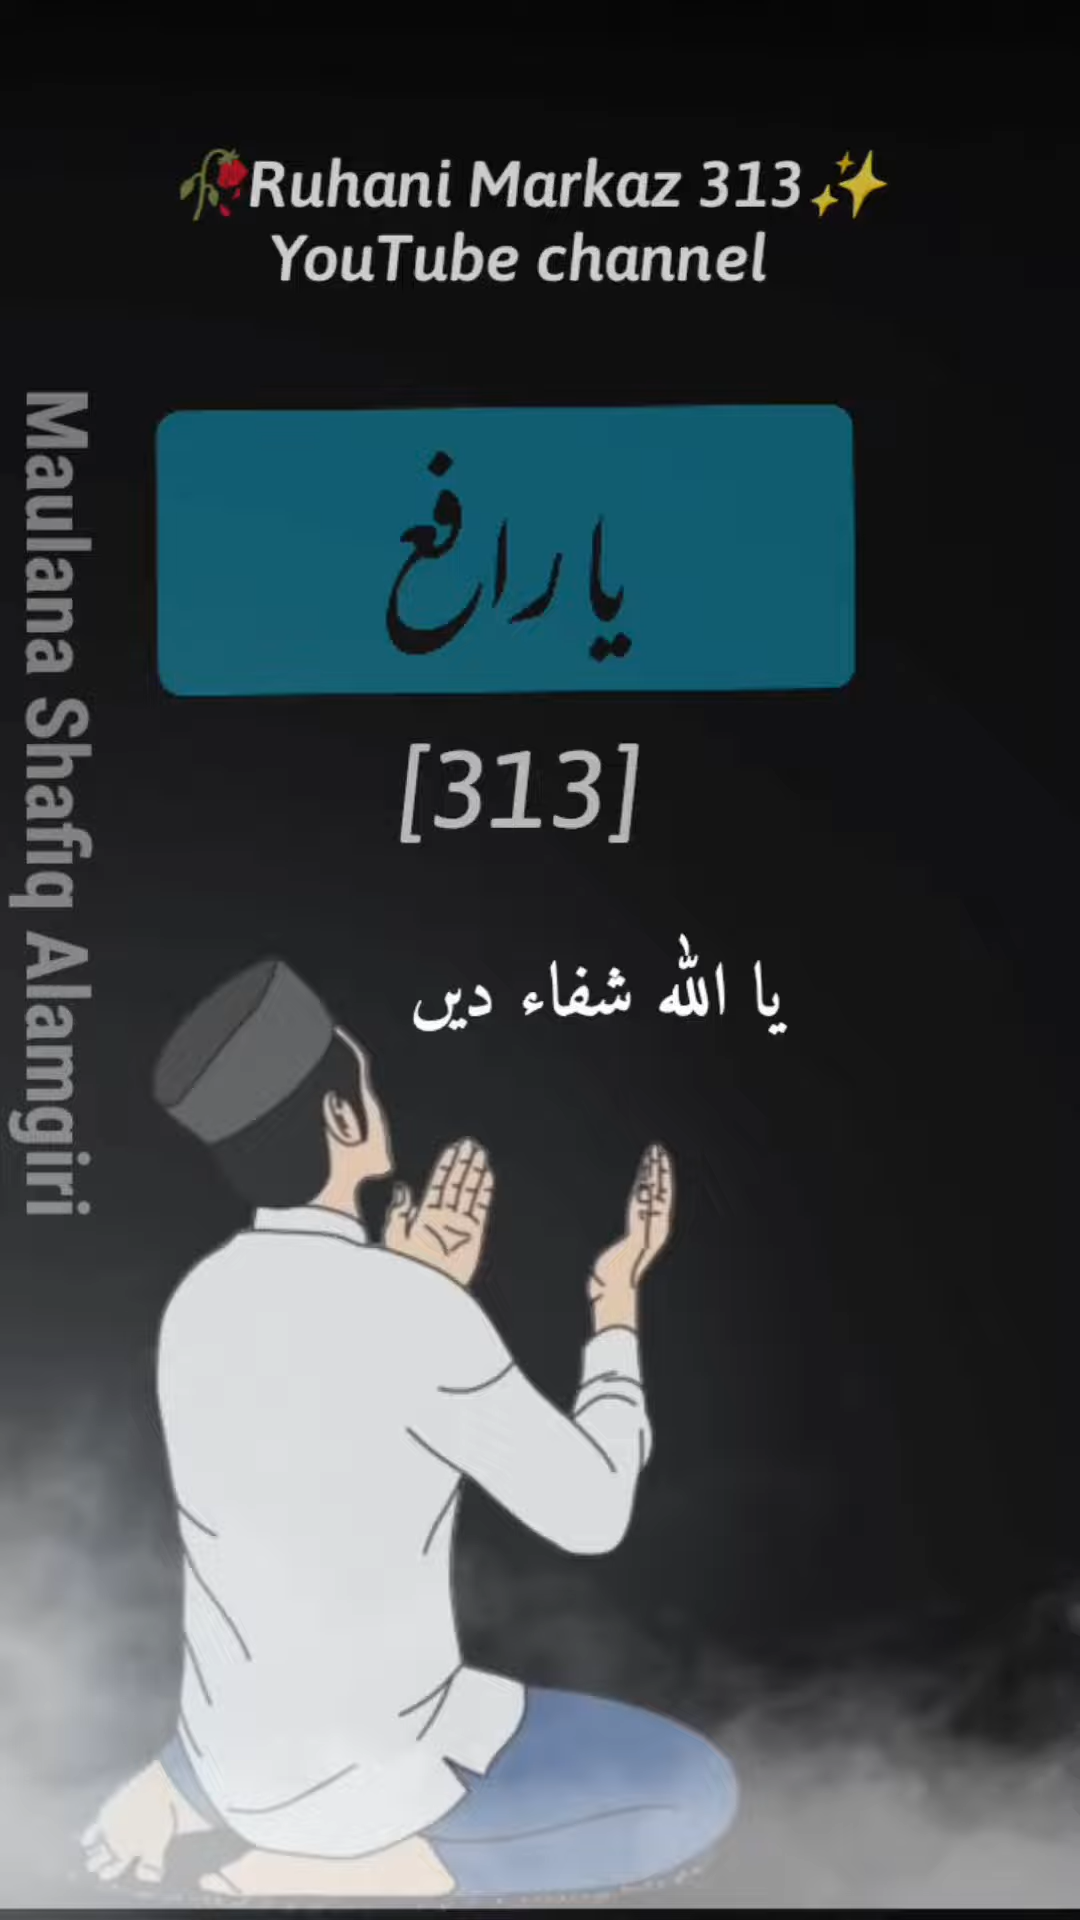 🥀Ruhani Markaz 313✨
YouTube channel
یا رافع
[313]
یا اللہ شفاء دیں
Maulana Shafiq Alamgiri